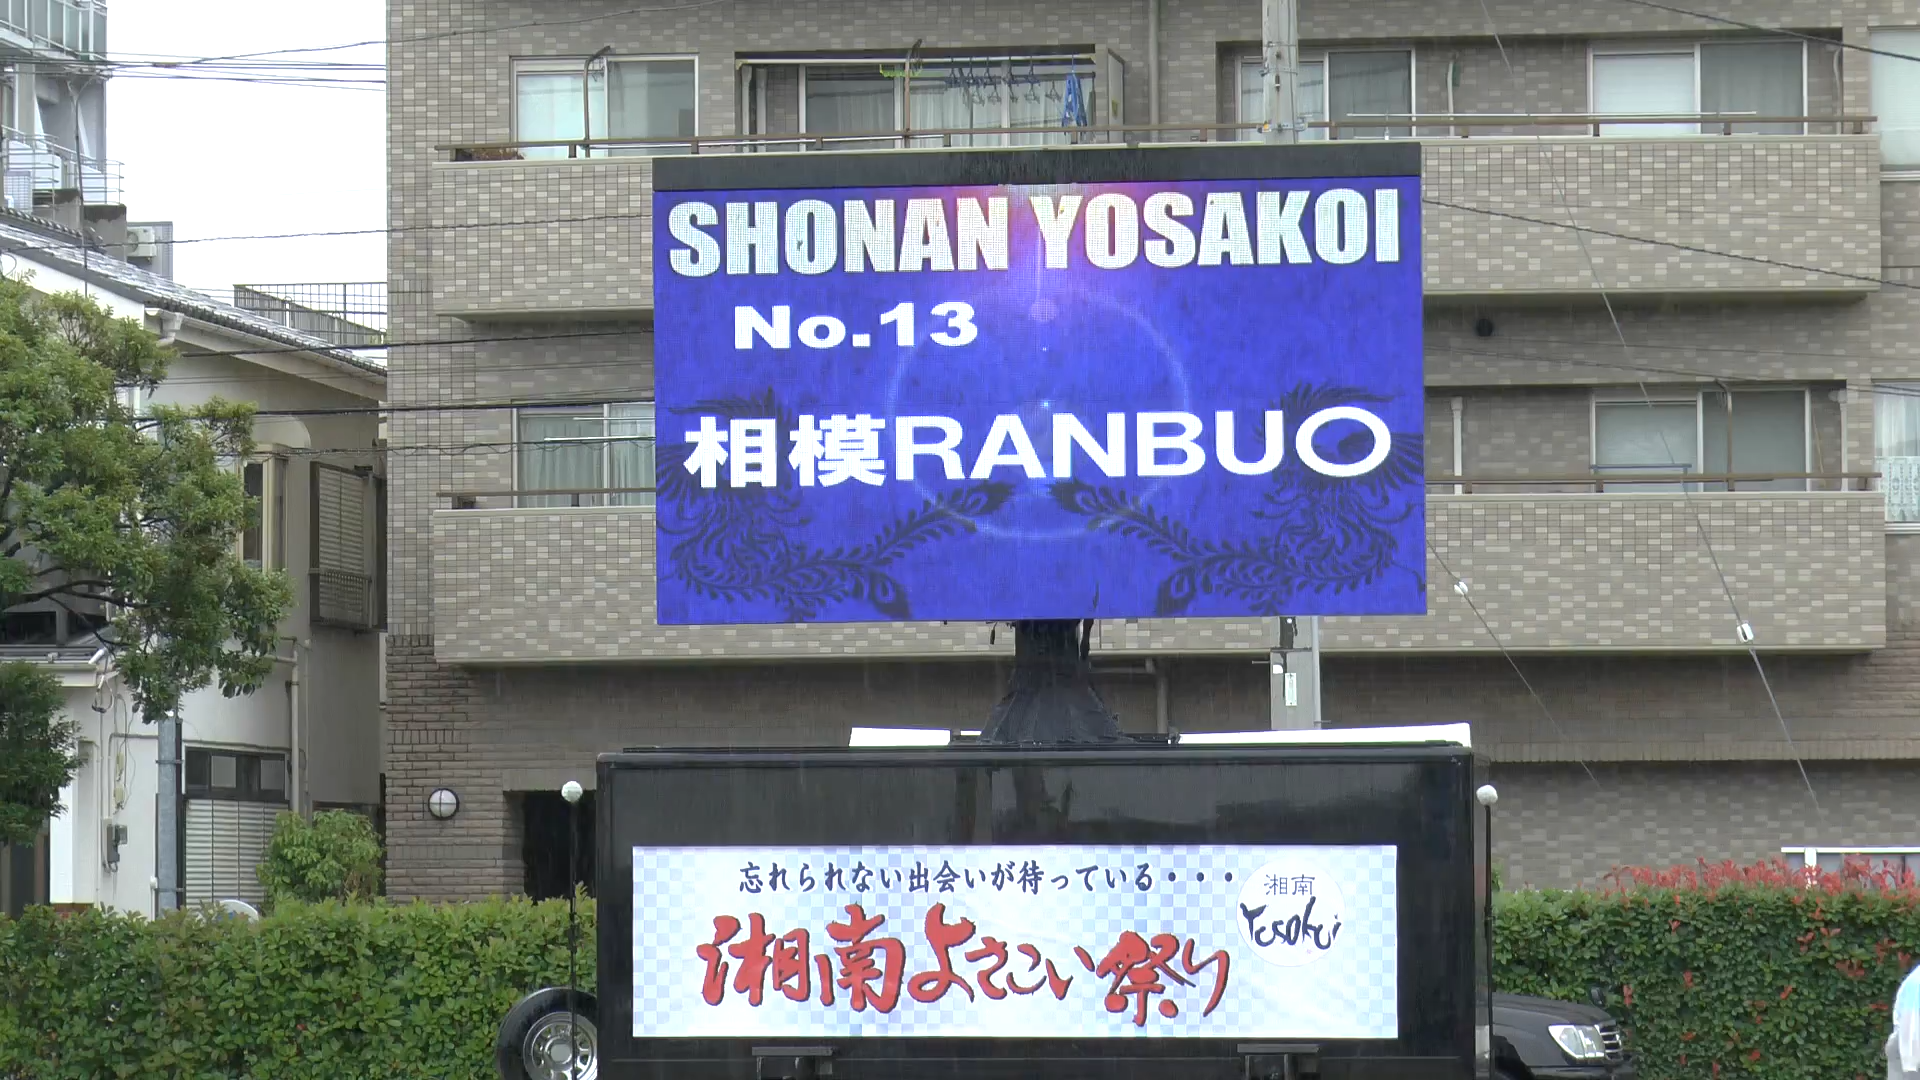 SHONAN YOSAKOI
No.13
相模RANBUO
忘れられない出会いが待っている・・・
湘南よさこい祭り
湘南
Yosakoi